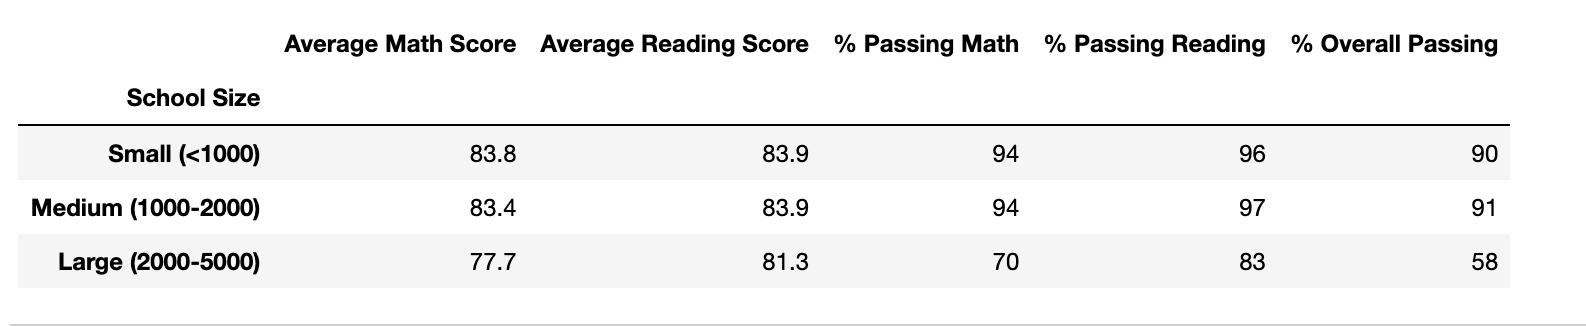 Average Math Score Average Reading Score % Passing Math % Passing Reading % Overall Passing
School Size
Small (<1000) 83.8 83.9 94 96 90
Medium (1000-2000) 83.4 83.9 94 97 91
Large (2000-5000) 77.7 81.3 70 83 58